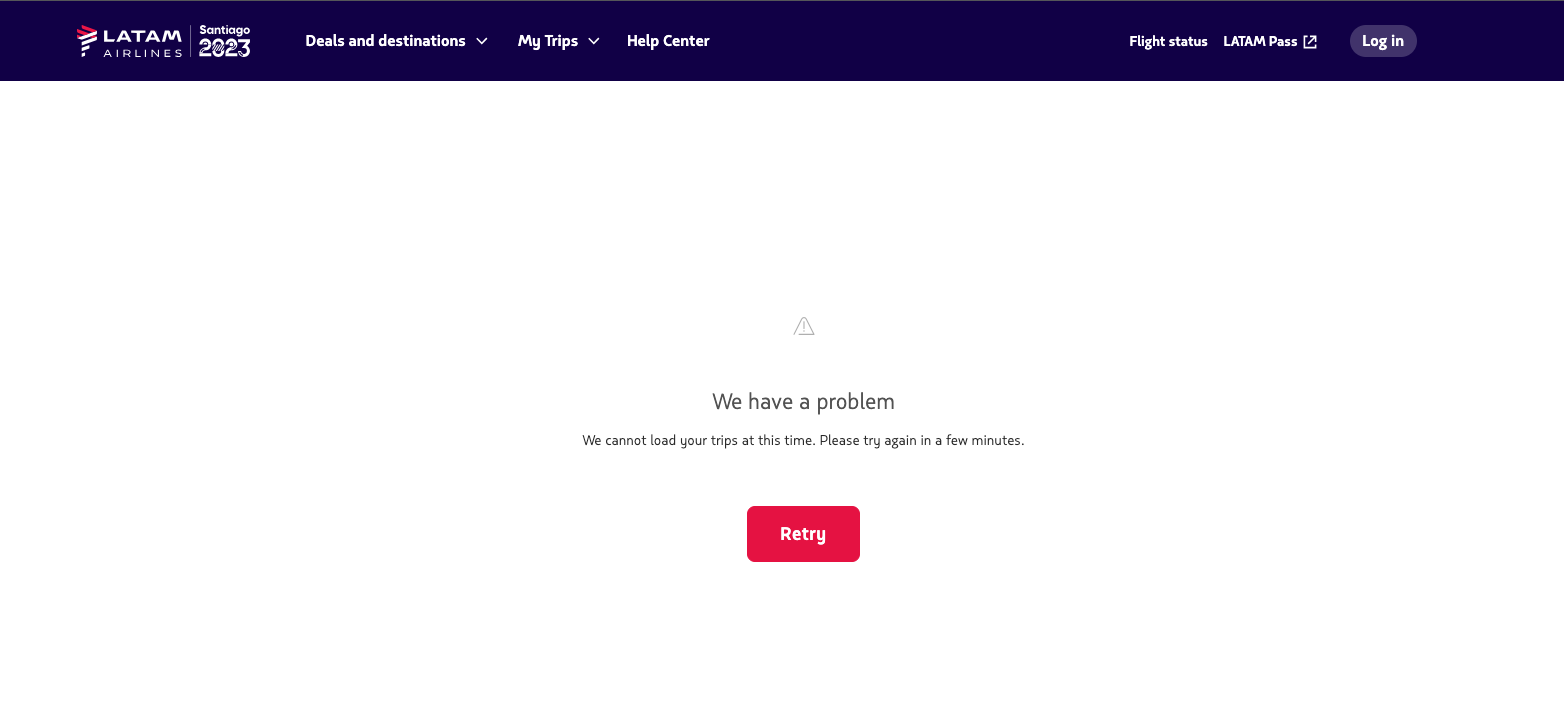 LATAM AIRLINES
Santiago 2023
Deals and destinations
My Trips
Help Center
Flight status
LATAM Pass
Log in
We have a problem
We cannot load your trips at this time. Please try again in a few minutes.
Retry